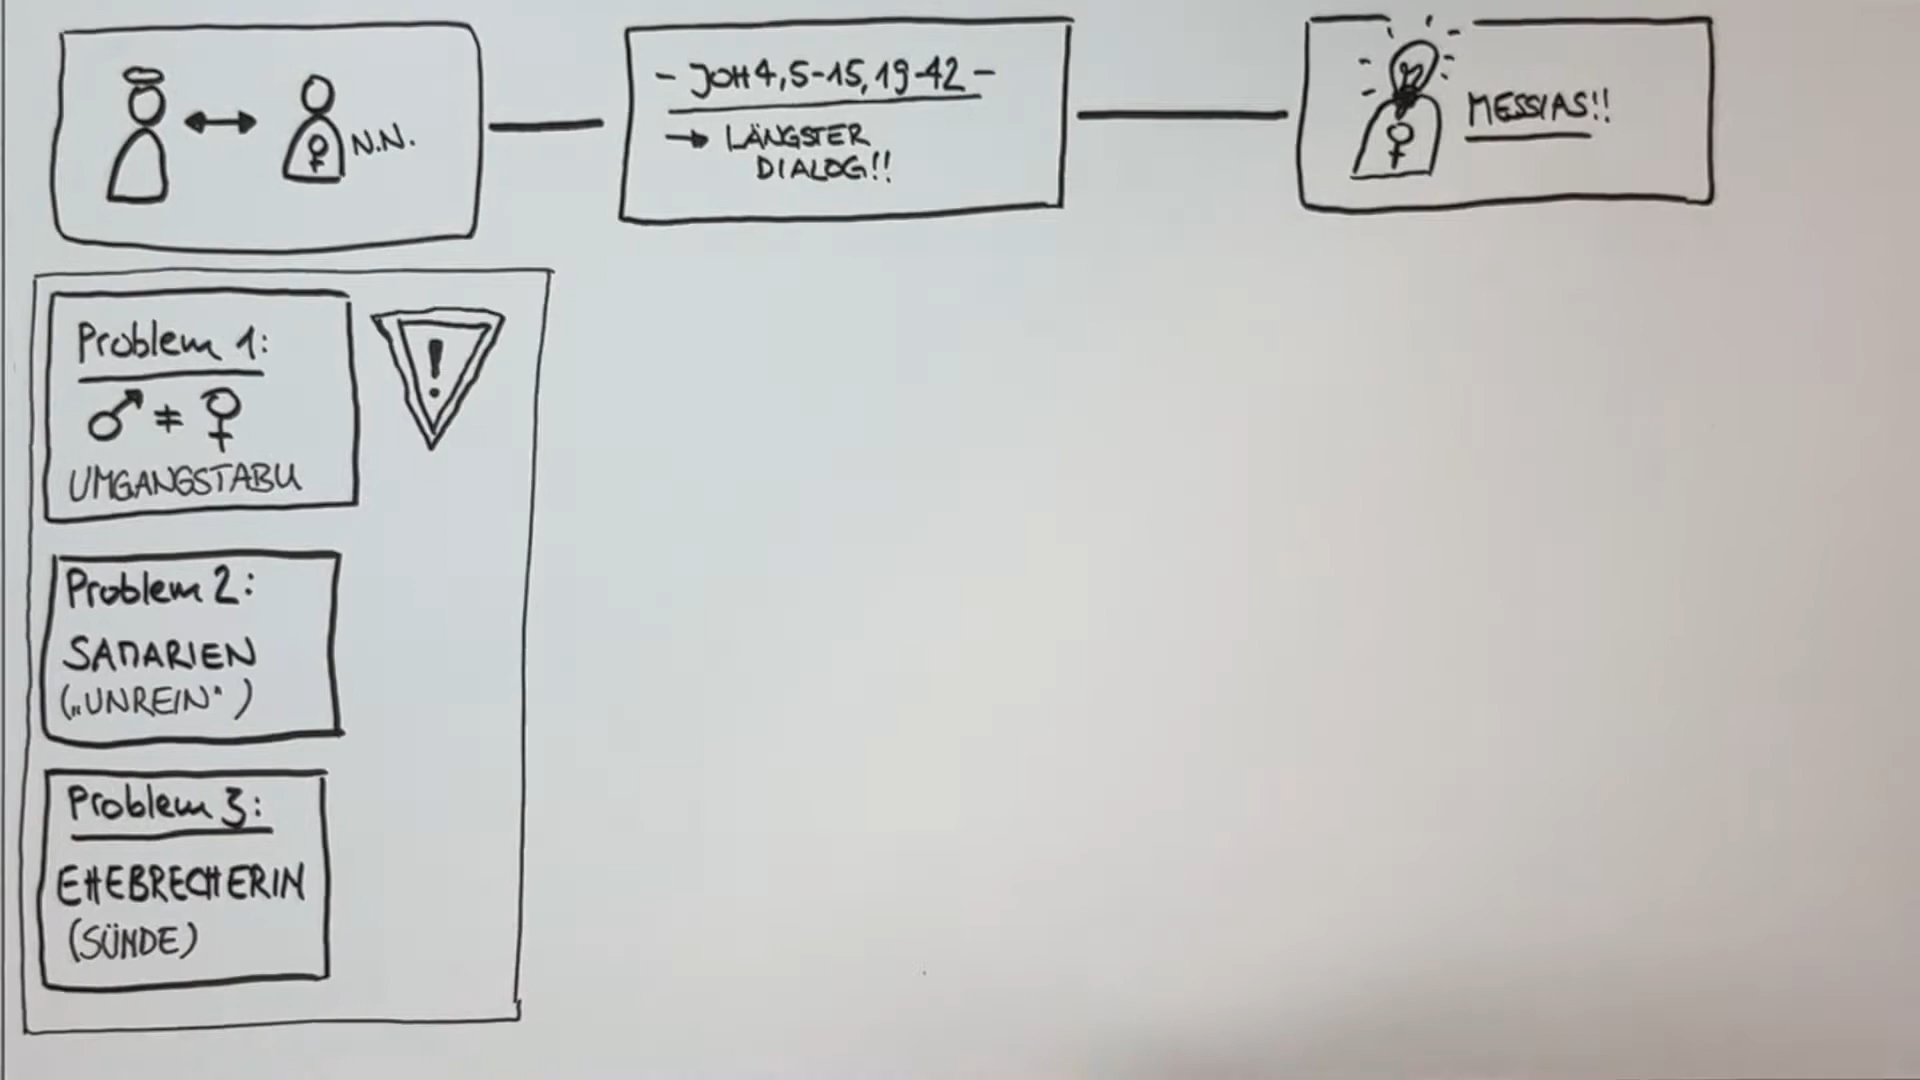 N.N.
- JOH 4, 5-15, 19-42 -
→ LÄNGSTER
DIALOG!!
MESSIAS!!
Problem 1:
♂ ≠ ♀
UMGANGSTABU
!
Problem 2:
SAMARIEN
(„UNREIN“)
Problem 3:
EHEBRECHERIN
(SÜNDE)